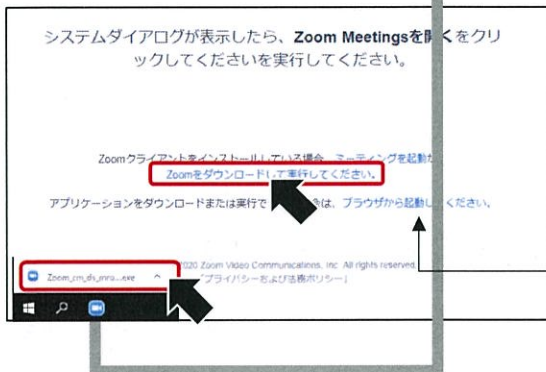 システムダイアログが表示したら、Zoom Meetingsを開くをクリ
ックしてくださいを実行してください。
Zoomクライアントをインストールしている場合、ミーティングを起動
Zoomをダウンロードして実行してください。
アプリケーションをダウンロードまたは実行で は、ブラウザから起動 ください。
2020 Zoom Video Communications, Inc. All rights reserved.
「プライバシーおよび法務ポリシー」
Zoom_cm_ds_mro...exe